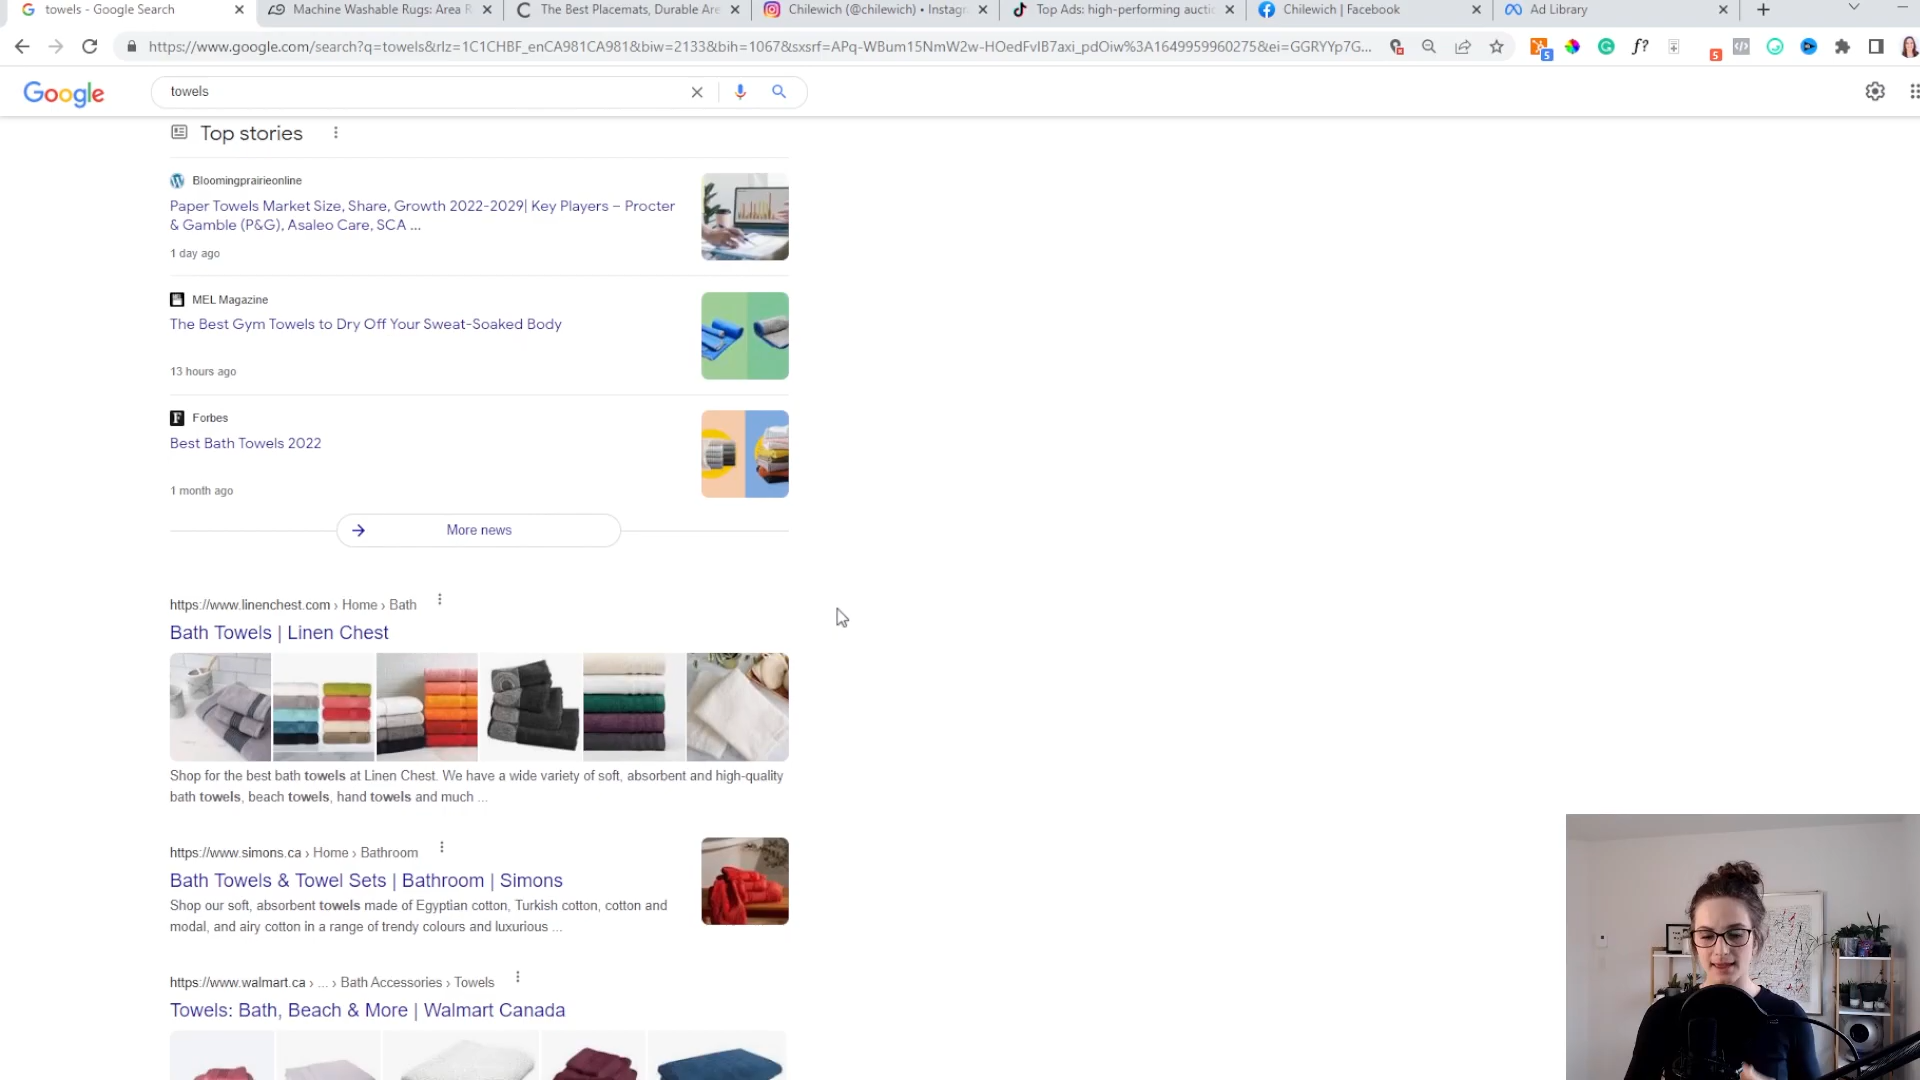 towels - Google Search
Machine Washable Rugs: Area R
The Best Placemats, Durable Are
Chilewich (@chilewich) • Instagr
Top Ads: high-performing aucti
Chilewich | Facebook
Ad Library
https://www.google.com/search?q=towels&rlz=1C1CHBF_enCA981CA981&biw=2133&bih=1067&sxsrf=APq-WBum15NmW2w-HOedFvIB7axi_pdOiw%3A1649959960275&ei=GGRYYp7G...
f?
5
5
Google
towels
Top stories
Bloomingprairieonline
Paper Towels Market Size, Share, Growth 2022-2029| Key Players – Procter
& Gamble (P&G), Asaleo Care, SCA ...
1 day ago
MEL Magazine
The Best Gym Towels to Dry Off Your Sweat-Soaked Body
13 hours ago
F Forbes
Best Bath Towels 2022
1 month ago
More news
https://www.linenchest.com › Home › Bath
Bath Towels | Linen Chest
Shop for the best bath towels at Linen Chest. We have a wide variety of soft, absorbent and high-quality
bath towels, beach towels, hand towels and much ...
https://www.simons.ca › Home › Bathroom
Bath Towels & Towel Sets | Bathroom | Simons
Shop our soft, absorbent towels made of Egyptian cotton, Turkish cotton, cotton and
modal, and airy cotton in a range of trendy colours and luxurious ...
https://www.walmart.ca › ... › Bath Accessories › Towels
Towels: Bath, Beach & More | Walmart Canada